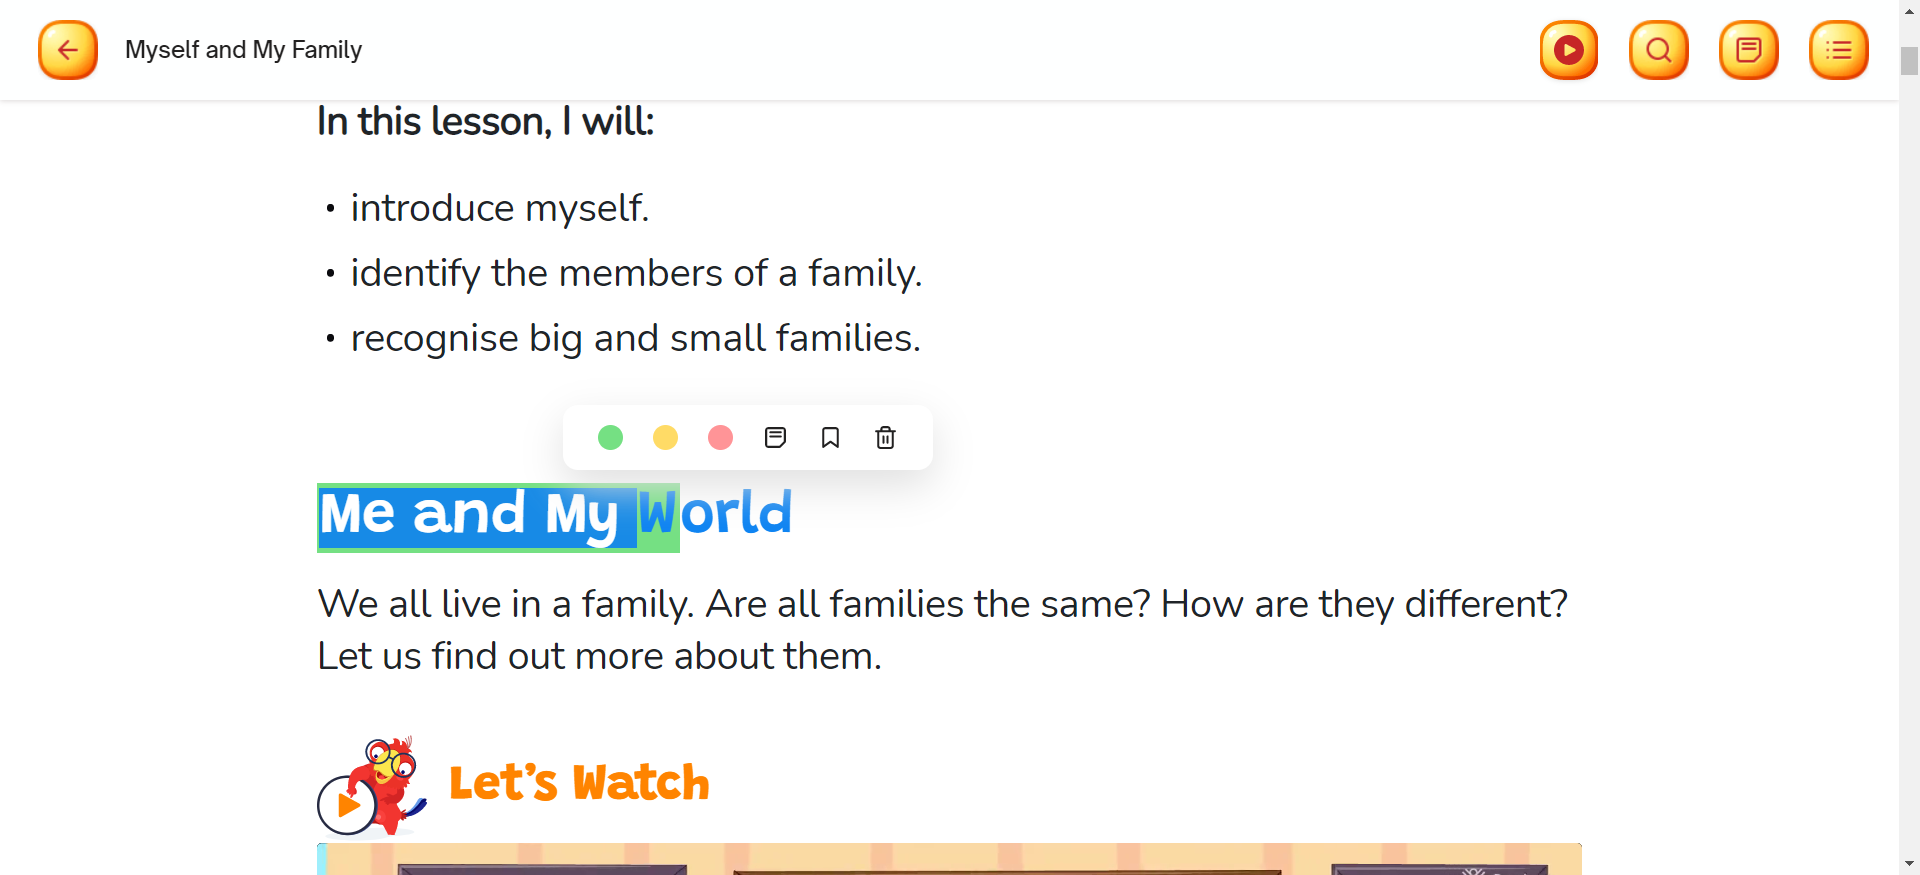 Myself and My Family
In this lesson, I will:
• introduce myself.
• identify the members of a family.
• recognise big and small families.
Me and My World
We all live in a family. Are all families the same? How are they different?
Let us find out more about them.
Let's Watch